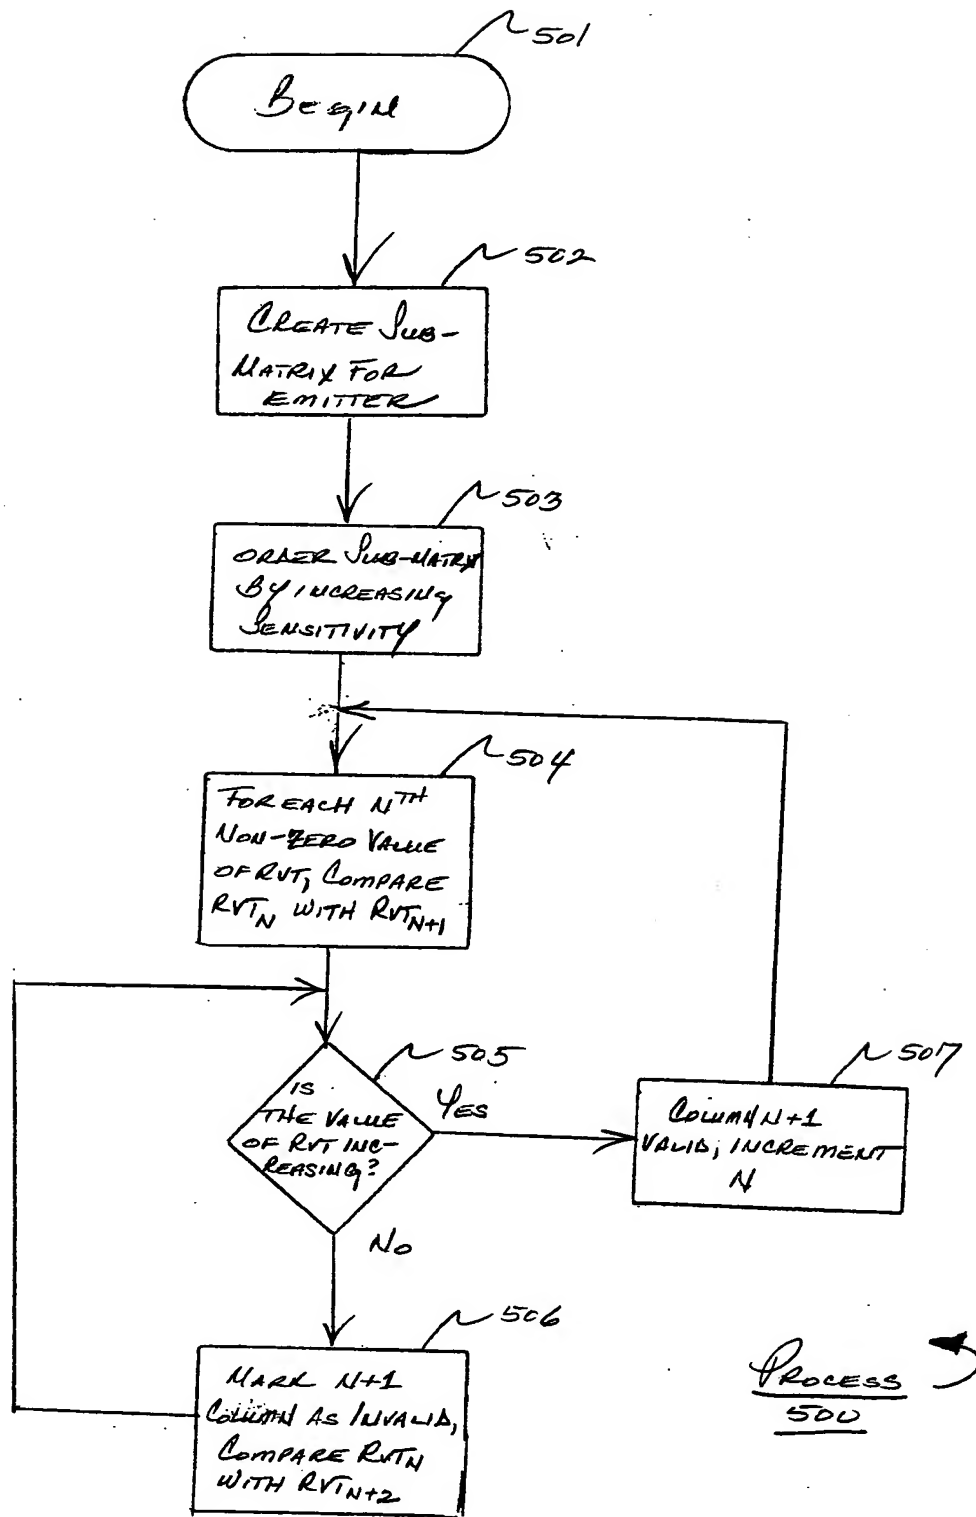 501
BEGIN
502
CREATE SUB-
MATRIX FOR
EMITTER
503
ORDER SUB-MATRIX
BY INCREASING
SENSITIVITY
504
FOR EACH NTH
NON-ZERO VALUE
OF RVT, COMPARE
RVTN WITH RVTN+1
505
IS
THE VALUE
OF RVT INC-
REASING?
YES
507
COLUMN N+1
VALID; INCREMENT
N
NO
506
MARK N+1
COLUMN AS INVALID,
COMPARE RVTN
WITH RVTN+2
PROCESS
500